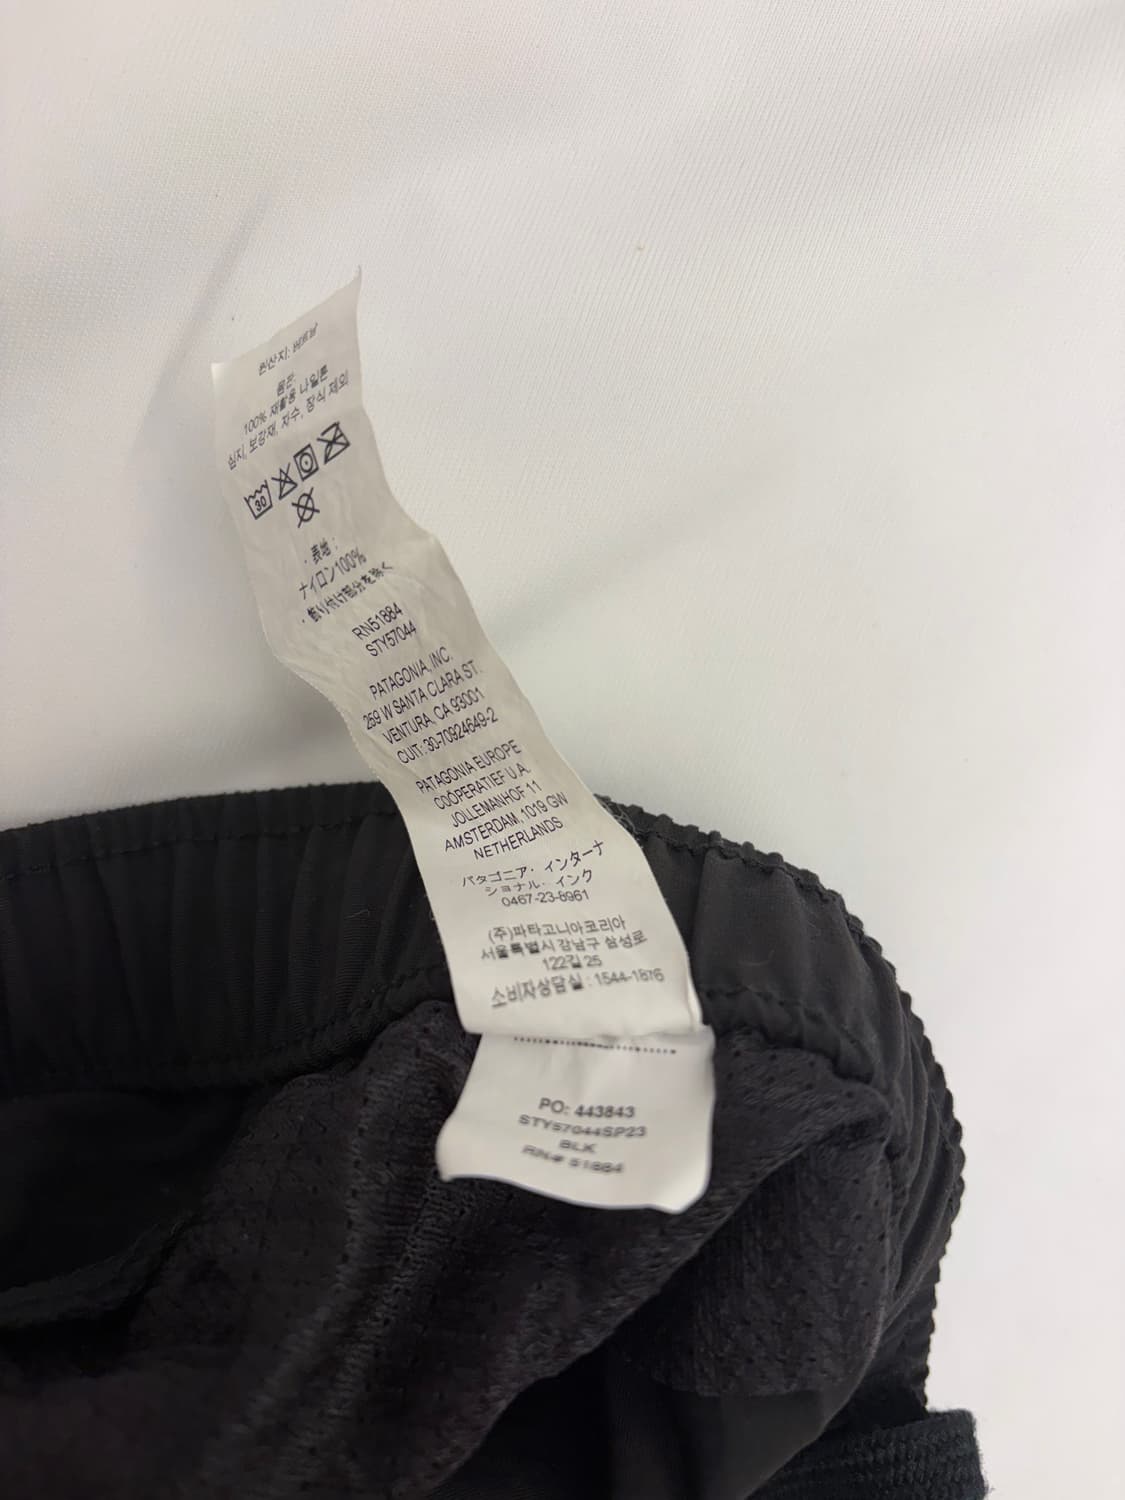 원산지: 베트남
몸판:
100% 재활용 나일론
심지, 보강재, 자수, 장식 제외
30
・表地:
ナイロン100%
・飾り付け部分を除く
RN51884
STY57044
PATAGONIA, INC.
259 W SANTA CLARA ST.
VENTURA, CA 93001
CUIT: 30-70924649-2
PATAGONIA EUROPE
COÖPERATIEF U.A.
JOLLEMANHOF 11
AMSTERDAM, 1019 GW
NETHERLANDS
パタゴニア・インターナ
ショナル・インク
0467-23-8961
(주)파타고니아코리아
서울특별시 강남구 삼성로
122길 25
소비자상담실 : 1544-1876
PO: 443843
STY57044SP23
BLK
RN# 51884